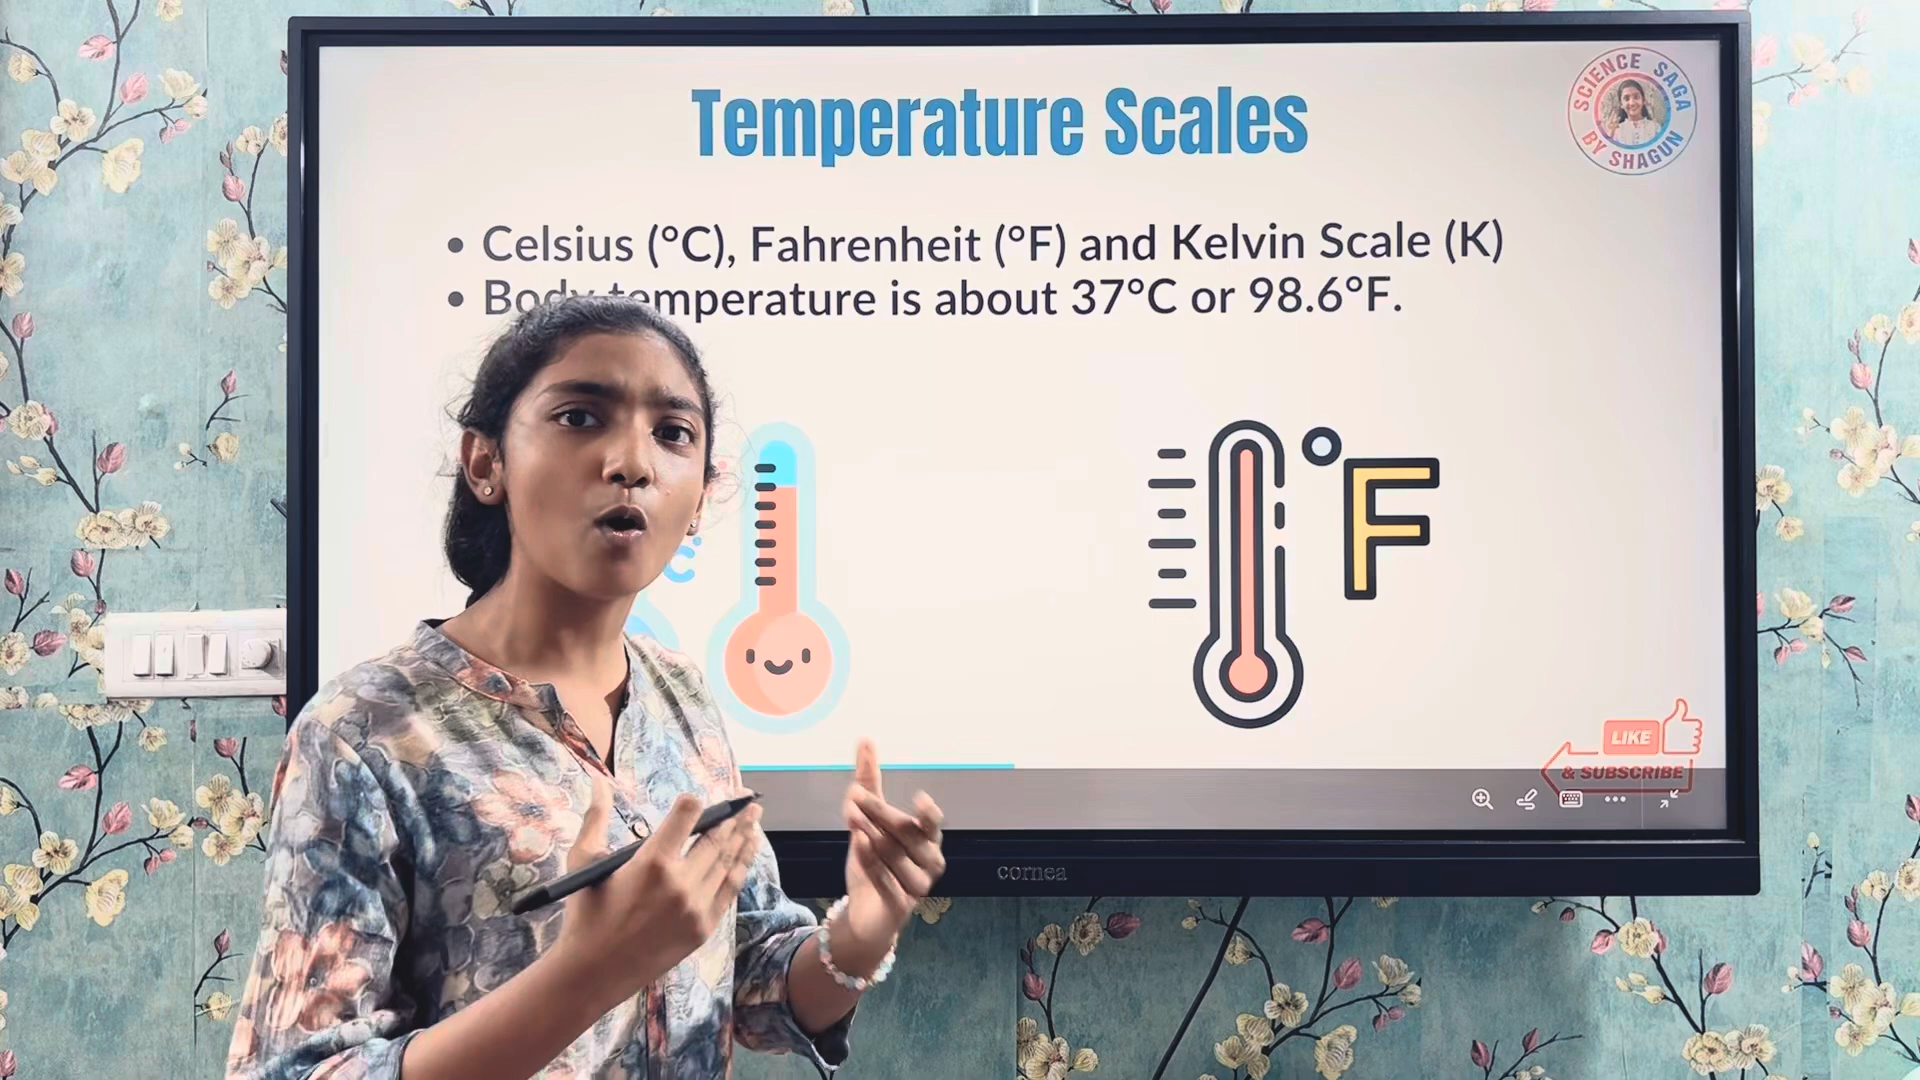 Temperature Scales
SCIENCE SAGA
BY SHAGUN
• Celsius (°C), Fahrenheit (°F) and Kelvin Scale (K)
• Body temperature is about 37°C or 98.6°F.
°C
°F
LIKE
& SUBSCRIBE
cornea